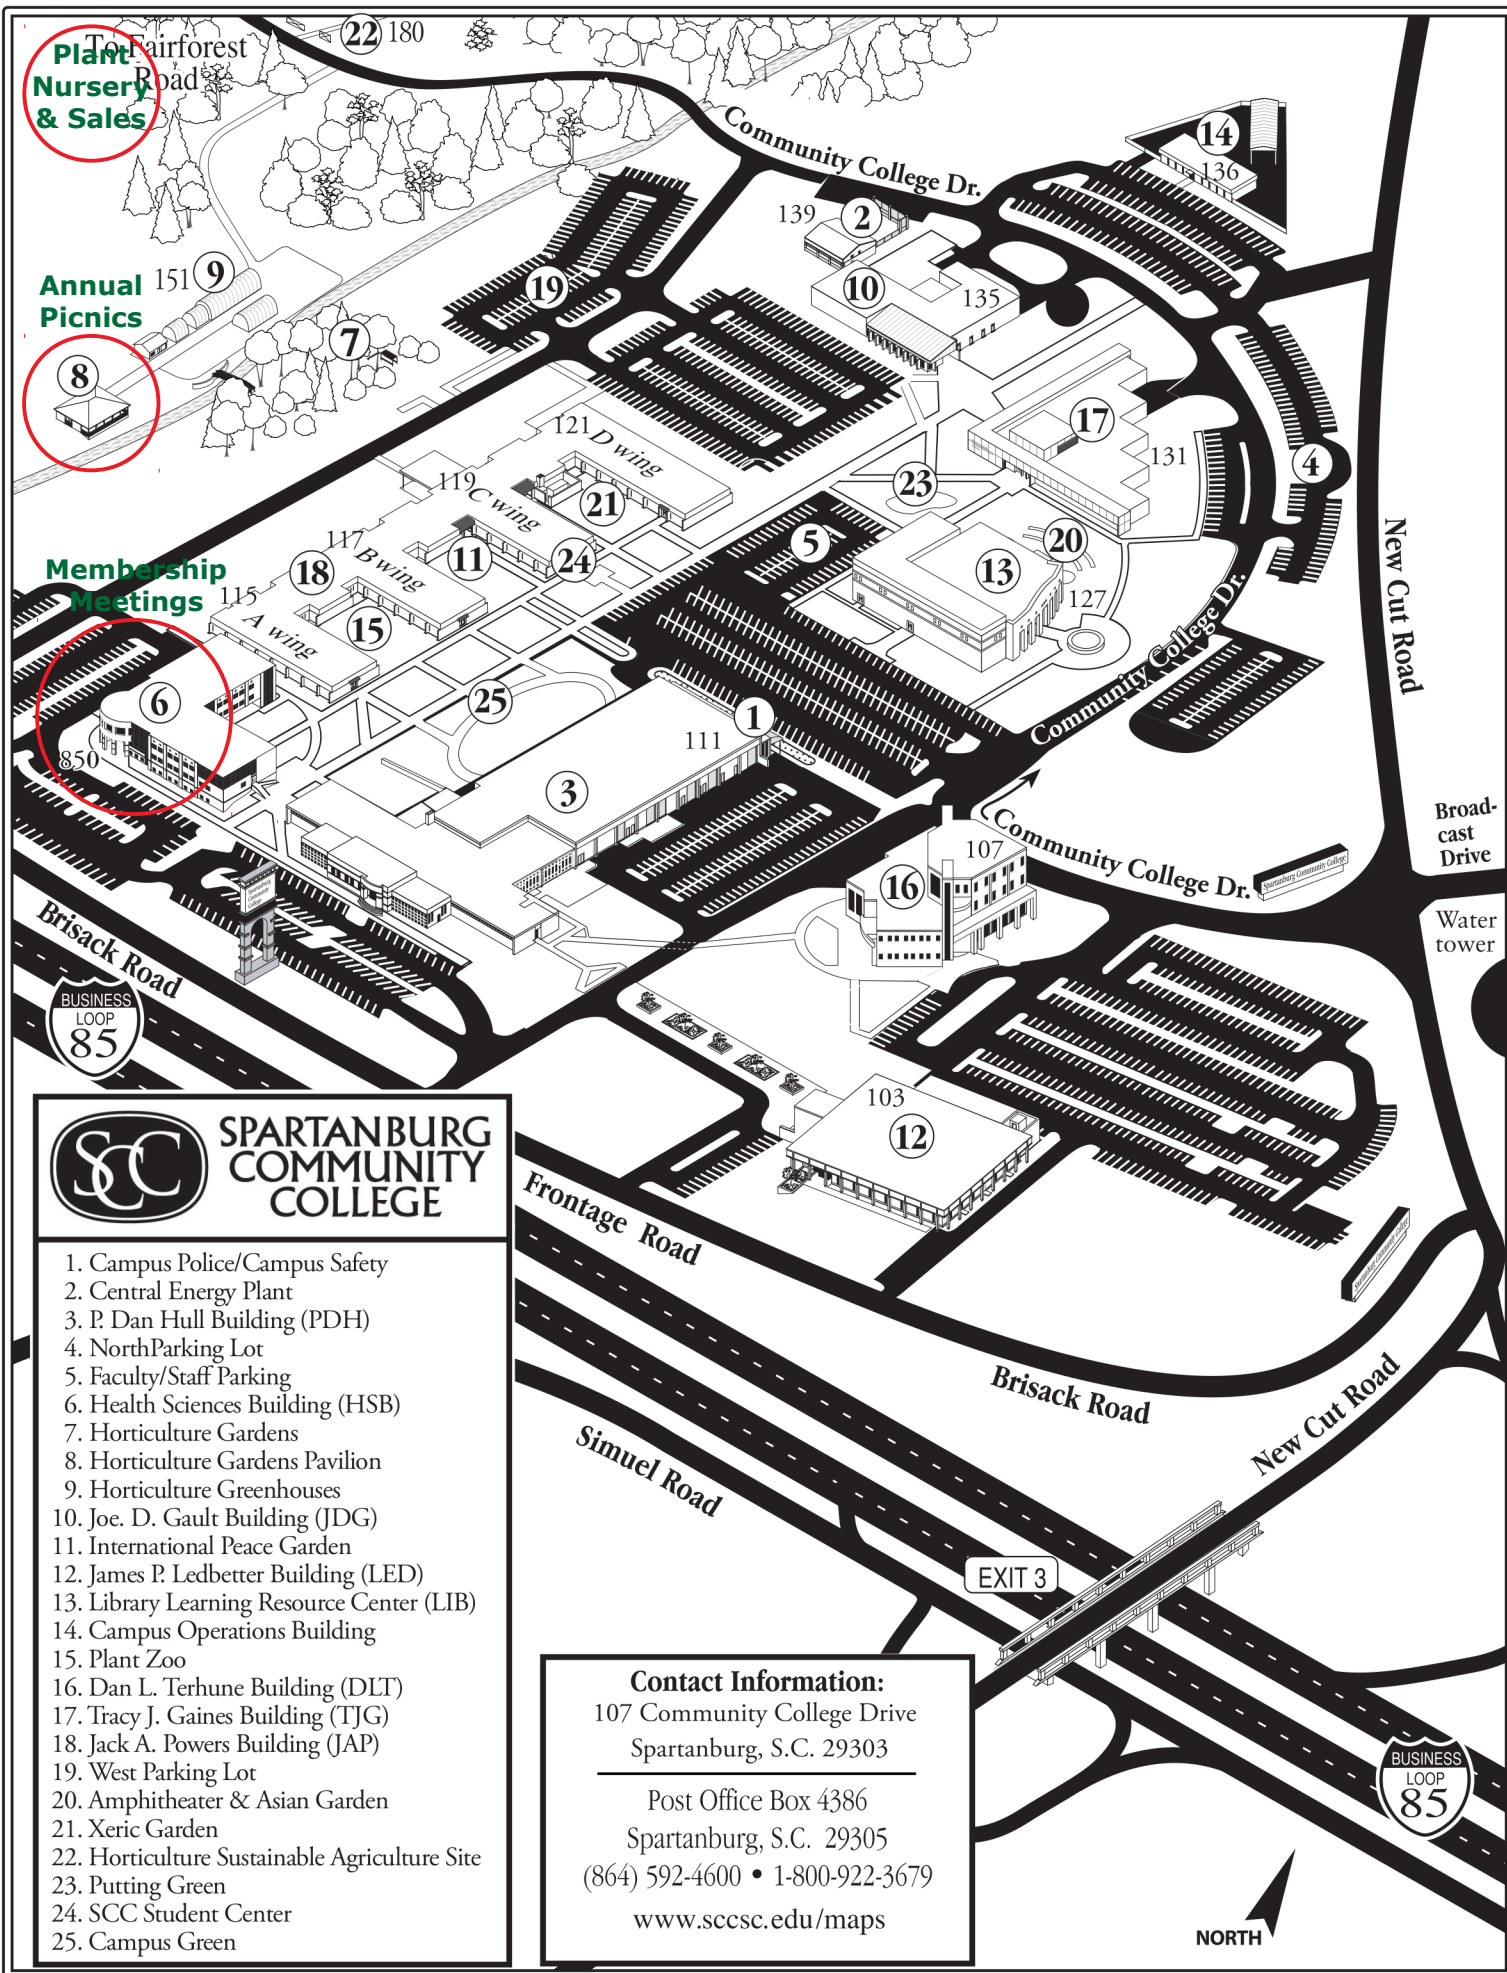 Plant
Nursery
& Sales
To Fairforest
Road
22 180
Community College Dr.
14
136
139 2
10 135
19
Annual
Picnics
151 9
7
8
17
131
4
121 D wing
21
23
119 C wing
11
24
5
13
20
127
New Cut Road
117 B wing
18
15
Membership
Meetings
115 A wing
6
850
25
1
111
3
Community College Dr.
Community College Dr.
107
16
Spartanburg Community College
Broad-
cast
Drive
Water
tower
Spartanburg
Community
College
Brisack Road
BUSINESS
LOOP
85
103
12
Frontage Road
Spartanburg Community College
Brisack Road
New Cut Road
Simuel Road
EXIT 3
BUSINESS
LOOP
85
NORTH
SCC
SPARTANBURG
COMMUNITY
COLLEGE
1. Campus Police/Campus Safety
2. Central Energy Plant
3. P. Dan Hull Building (PDH)
4. NorthParking Lot
5. Faculty/Staff Parking
6. Health Sciences Building (HSB)
7. Horticulture Gardens
8. Horticulture Gardens Pavilion
9. Horticulture Greenhouses
10. Joe. D. Gault Building (JDG)
11. International Peace Garden
12. James P. Ledbetter Building (LED)
13. Library Learning Resource Center (LIB)
14. Campus Operations Building
15. Plant Zoo
16. Dan L. Terhune Building (DLT)
17. Tracy J. Gaines Building (TJG)
18. Jack A. Powers Building (JAP)
19. West Parking Lot
20. Amphitheater & Asian Garden
21. Xeric Garden
22. Horticulture Sustainable Agriculture Site
23. Putting Green
24. SCC Student Center
25. Campus Green
Contact Information:
107 Community College Drive
Spartanburg, S.C. 29303
Post Office Box 4386
Spartanburg, S.C. 29305
(864) 592-4600 • 1-800-922-3679
www.sccsc.edu/maps